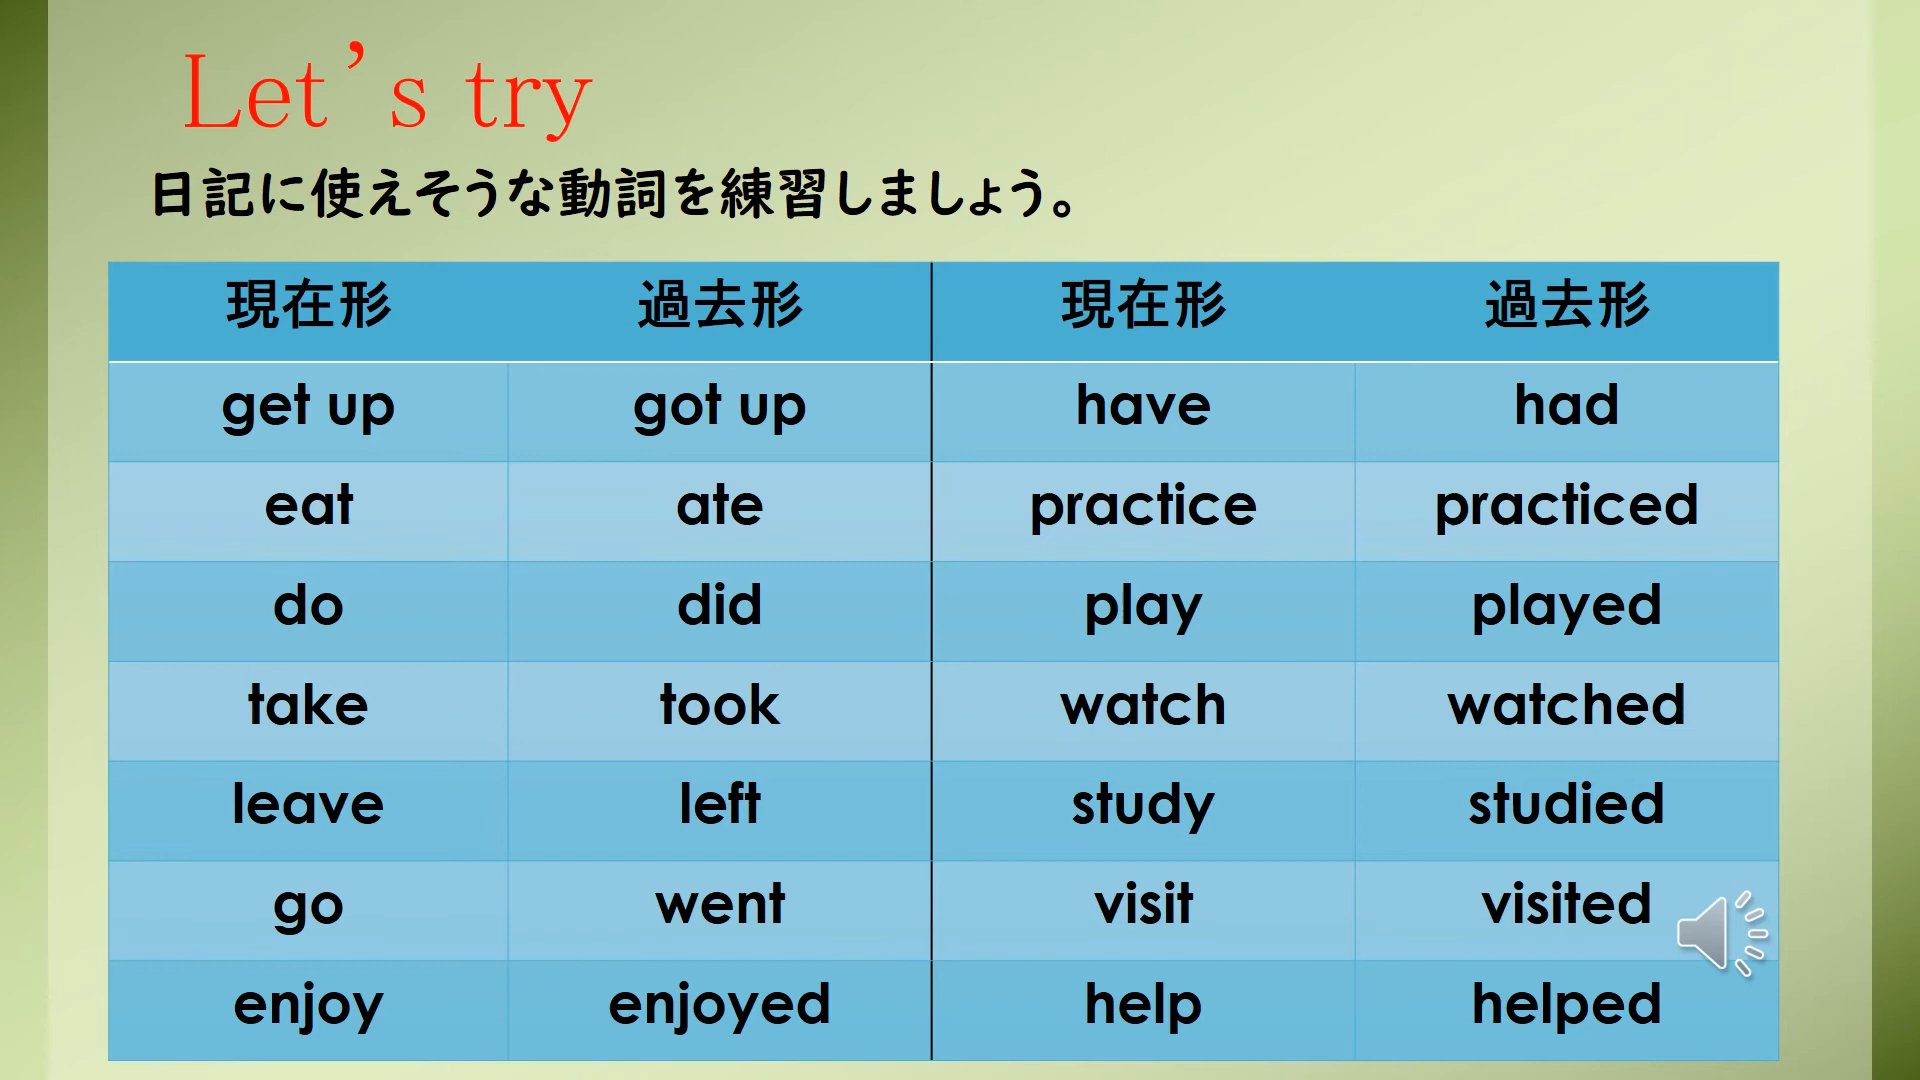 Let’s try
日記に使えそうな動詞を練習しましょう。
現在形 過去形 現在形 過去形
get up got up have had
eat ate practice practiced
do did play played
take took watch watched
leave left study studied
go went visit visited
enjoy enjoyed help helped